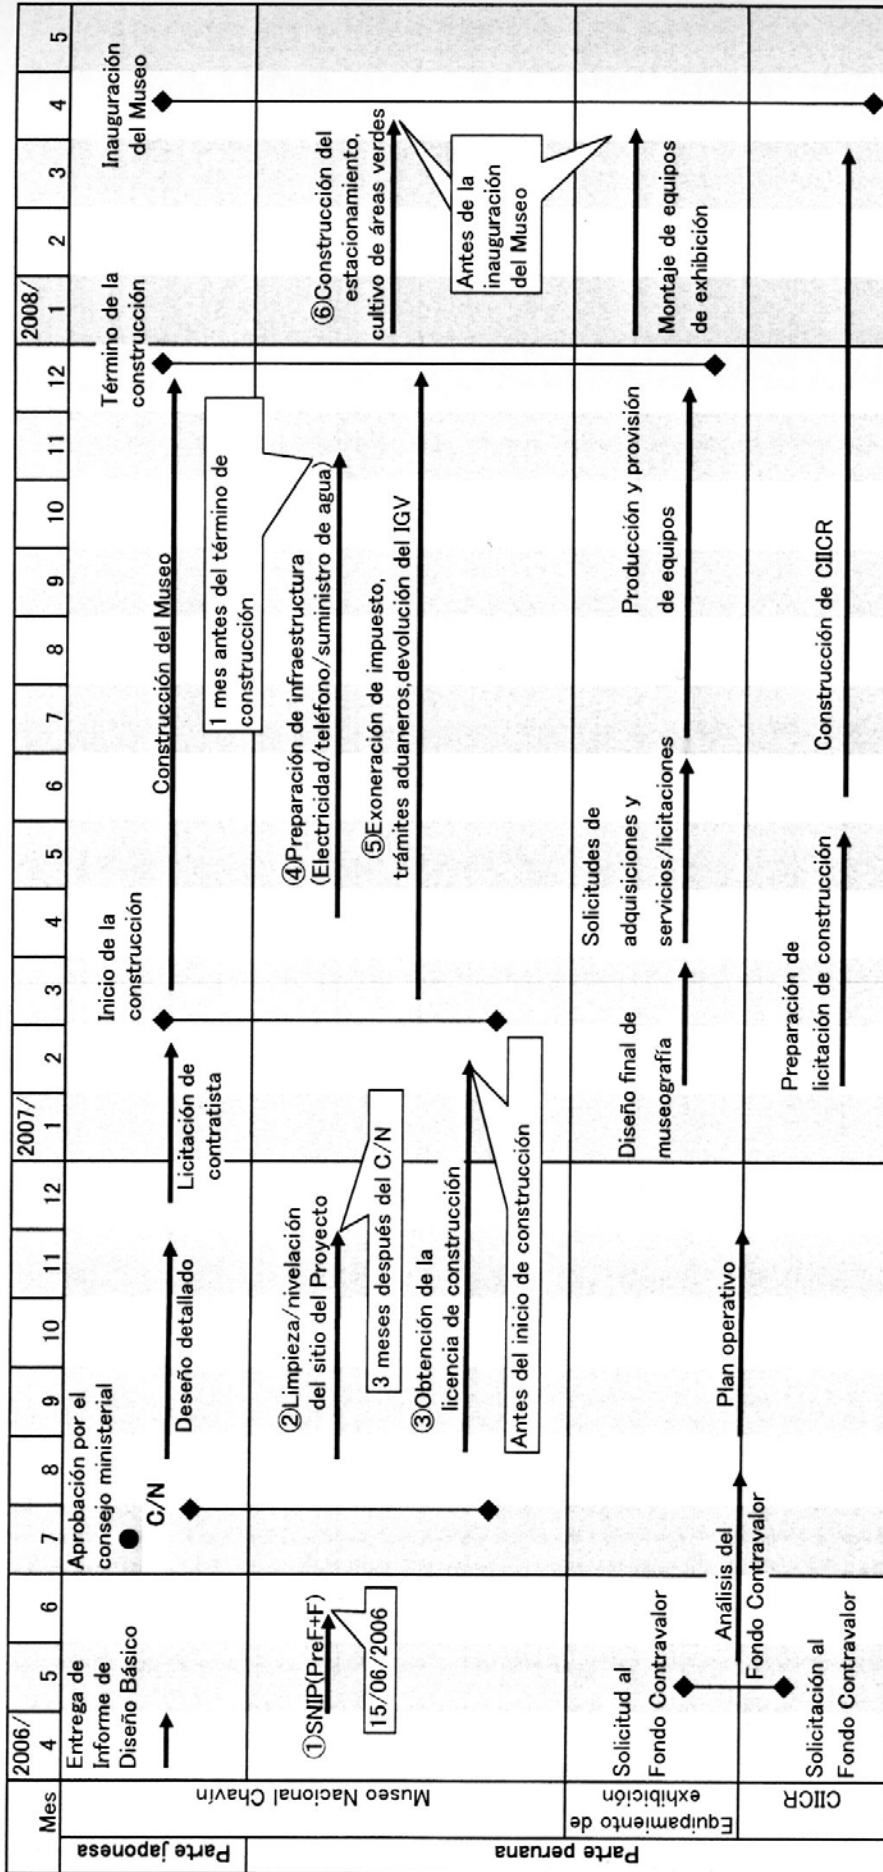 Mes
2006/
2007/
2008/
4 5 6 7 8 9 10 11 12 1 2 3 4 5 6 7 8 9 10 11 12 1 2 3 4 5
Parte japonesa
Entrega de
Informe de
Diseño Básico
Aprobación por el
consejo ministerial
C/N
Deseño detallado
Licitación de
contratista
Inicio de la
construcción
Construcción del Museo
Término de la
construcción
Inauguración
del Museo
Parte peruana
Museo Nacional Chavín
①SNIP(PreF+F)
15/06/2006
②Limpieza/nivelación
del sitio del Proyecto
3 meses después del C/N
③Obtención de la
licencia de construcción
Antes del inicio de construcción
1 mes antes del término de
construcción
④Preparación de infraestructura
(Electricidad/teléfono/suministro de agua)
⑤Exoneración de impuesto,
trámites aduaneros,devolución del IGV
⑥Construcción del
estacionamiento,
cultivo de áreas verdes
Antes de la
inauguración
del Museo
Equipamiento de
exhibición
Solicitud al
Fondo Contravalor
Análisis del
Fondo Contravalor
Plan operativo
Diseño final de
museografía
Solicitudes de
adquisiciones y
servicios/licitaciones
Producción y provisión
de equipos
Montaje de equipos
de exhibición
CIICR
Solicitación al
Fondo Contravalor
Preparación de
licitación de construcción
Construcción de CIICR